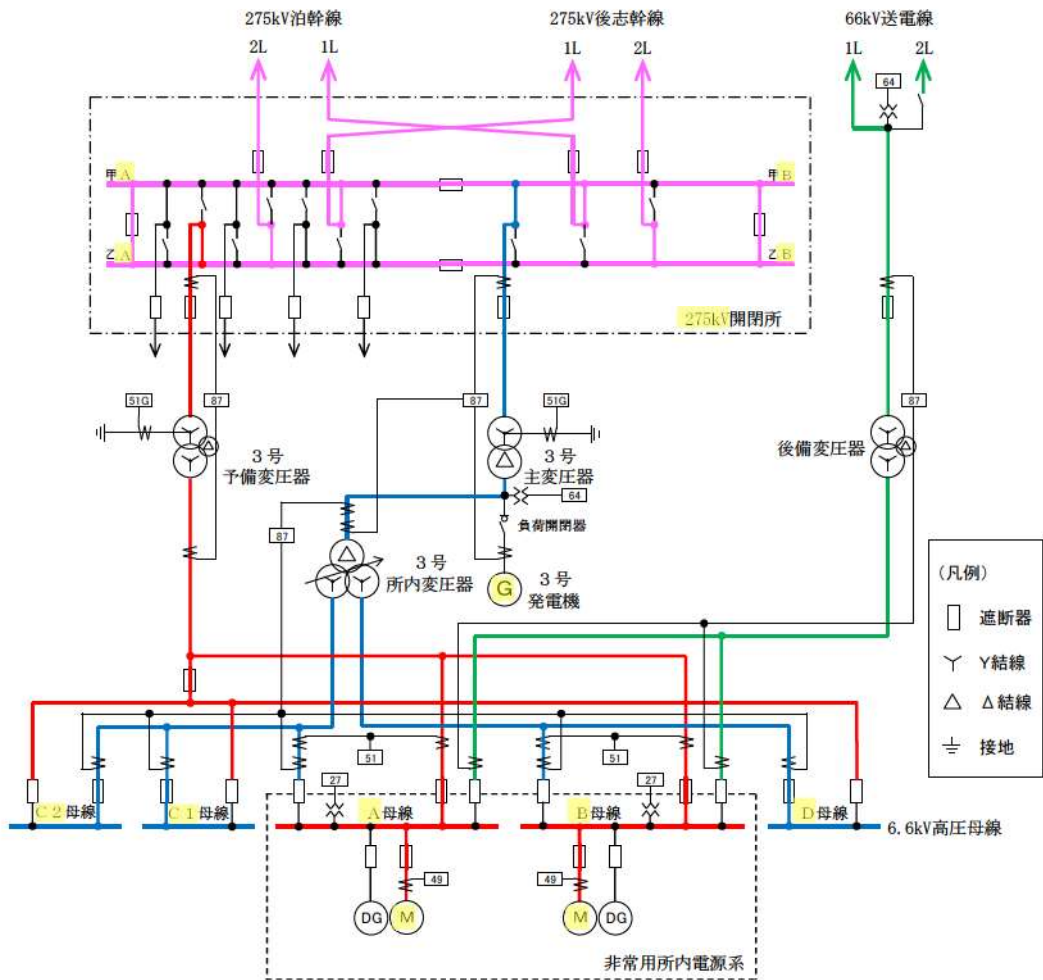 275kV泊幹線
275kV後志幹線
66kV送電線
2L
1L
1L
2L
1L
2L
64
甲A
甲B
乙A
乙B
275kV開閉所
51G
87
87
51G
87
3号
予備変圧器
3号
主変圧器
後備変圧器
64
負荷開閉器
87
3号
所内変圧器
G
3号
発電機
(凡例)
遮断器
Y結線
Δ結線
接地
51
51
27
27
C2母線
C1母線
A母線
B母線
D母線
6.6kV高圧母線
49
49
DG
M
M
DG
非常用所内電源系